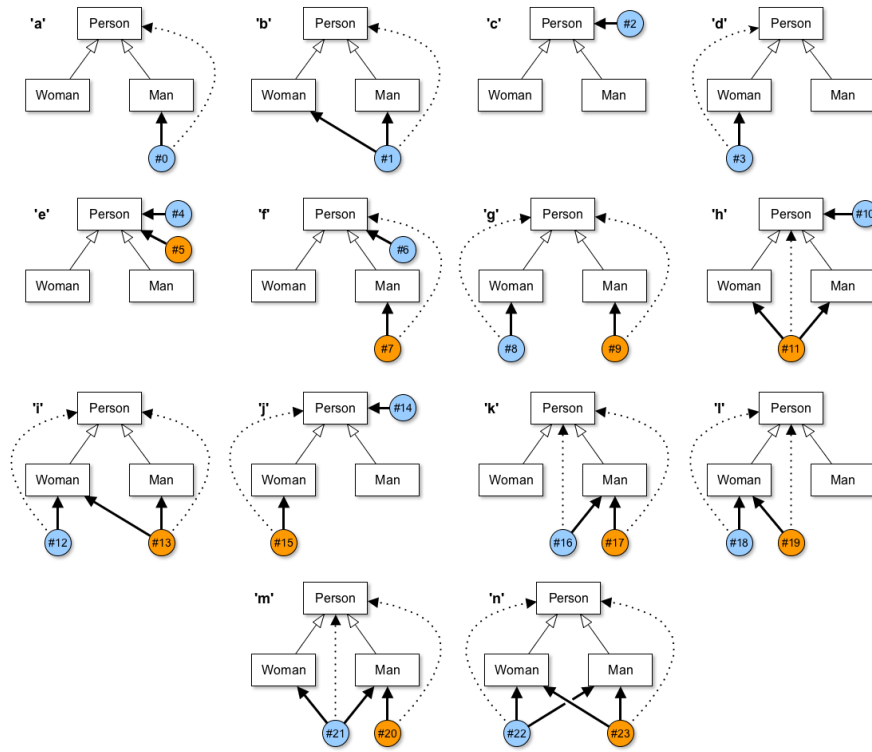 'a' Person 'b' Person 'c' Person #2 'd' Person
Woman Man Woman Man Woman Man Woman Man
#0 #1 #3
'e' Person #4 'f' Person 'g' Person 'h' Person #10
#5 #6
Woman Man Woman Man Woman Man Woman Man
#7 #8 #9 #11
'i' Person 'j' Person #14 'k' Person 'l' Person
Woman Man Woman Man Woman Man Woman Man
#12 #13 #15 #16 #17 #18 #19
'm' Person 'n' Person
Woman Man Woman Man
#21 #20 #22 #23